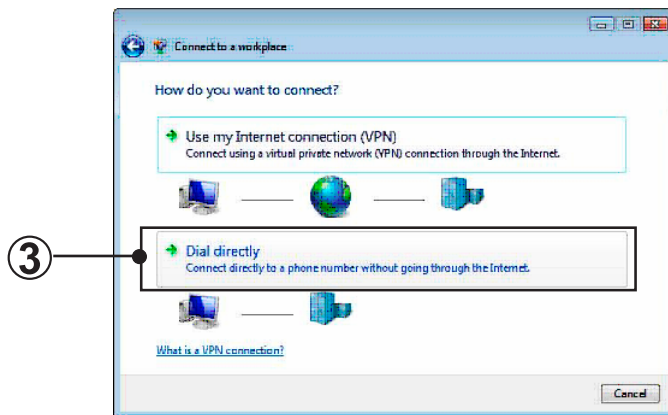 Connect to a workplace
How do you want to connect?
Use my Internet connection (VPN)
Connect using a virtual private network (VPN) connection through the Internet.
3
Dial directly
Connect directly to a phone number without going through the Internet.
What is a VPN connection?
Cancel